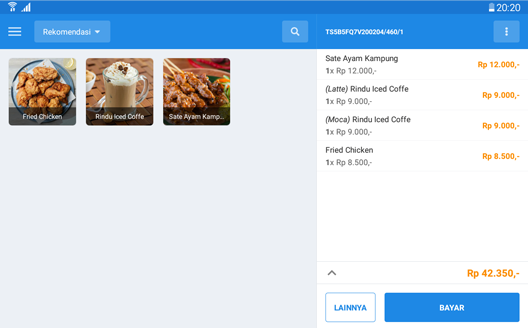 20:20
Rekomendasi
TS5B5FQ7V200204/460/1
Fried Chicken
Rindu Iced Coffe
Sate Ayam Kamp...
Sate Ayam Kampung
1x Rp 12.000,-
Rp 12.000,-
(Latte) Rindu Iced Coffe
1x Rp 9.000,-
Rp 9.000,-
(Moca) Rindu Iced Coffe
1x Rp 9.000,-
Rp 9.000,-
Fried Chicken
1x Rp 8.500,-
Rp 8.500,-
Rp 42.350,-
LAINNYA
BAYAR